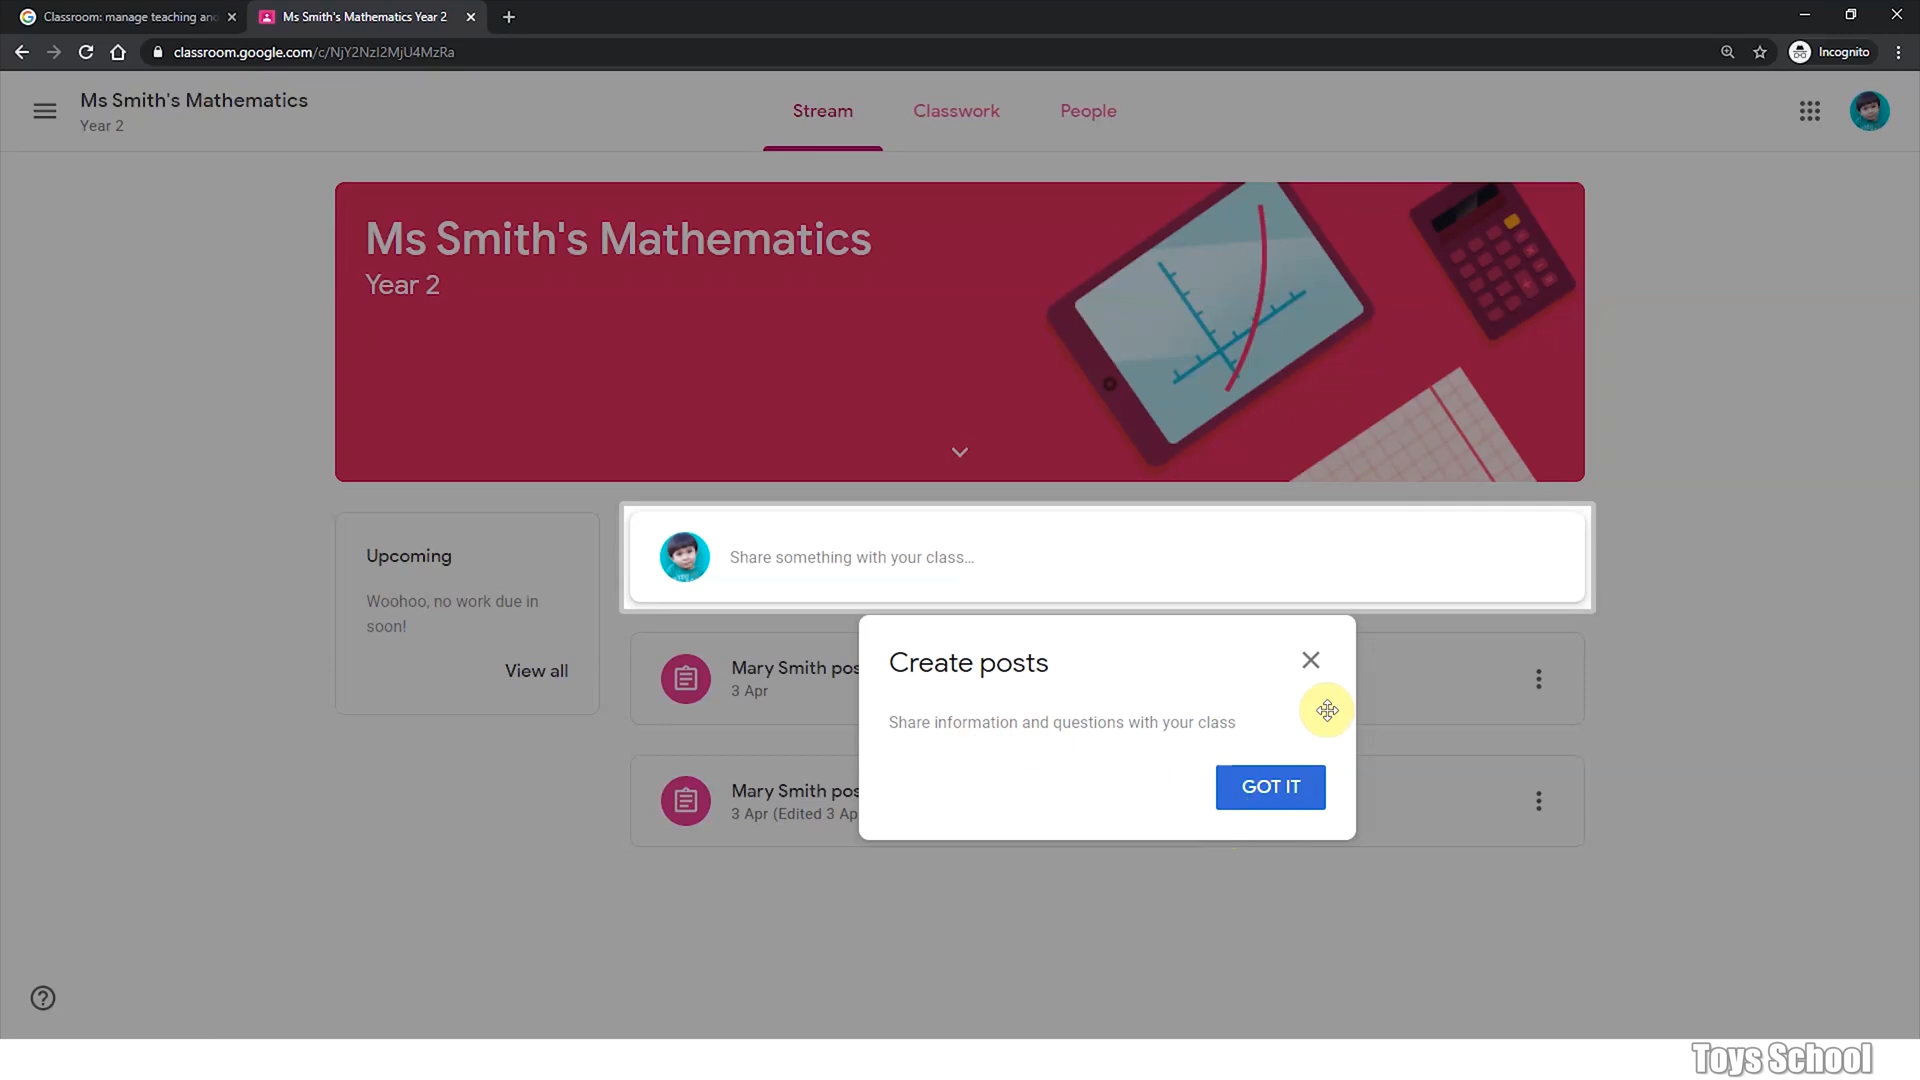 Classroom: manage teaching and
Ms Smith's Mathematics Year 2
classroom.google.com/c/NjY2NzI2MjU4MzRa
Incognito
Ms Smith's Mathematics
Year 2
Stream
Classwork
People
Ms Smith's Mathematics
Year 2
Upcoming
Woohoo, no work due in
soon!
View all
Share something with your class…
Mary Smith pos
3 Apr
Mary Smith pos
3 Apr (Edited 3 Ap
Create posts
Share information and questions with your class
GOT IT
Toys School